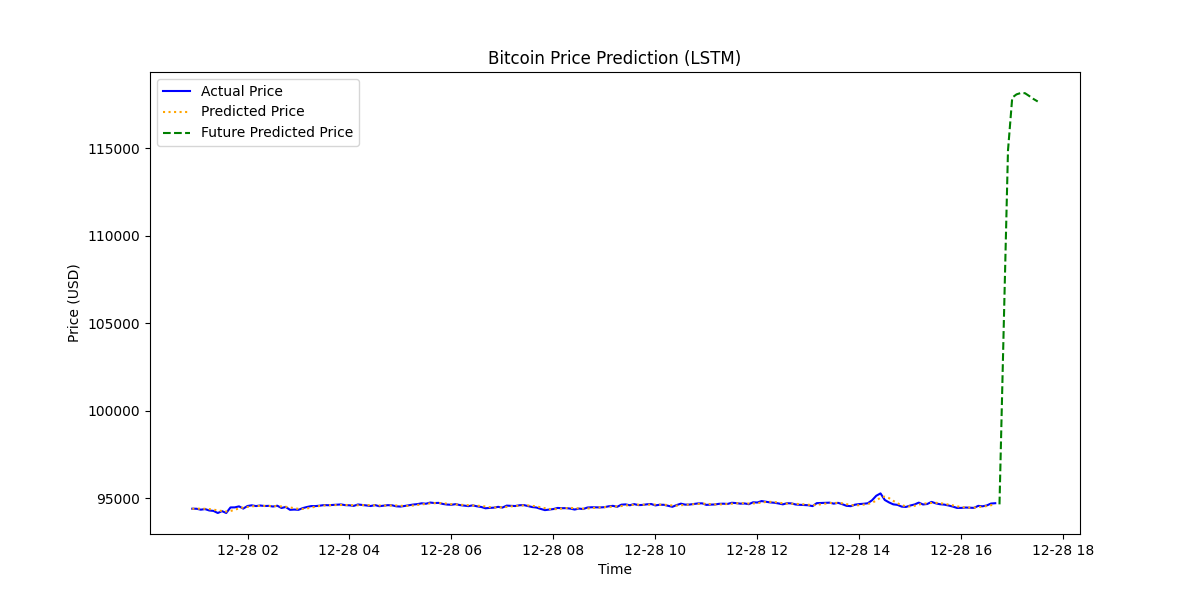 Bitcoin Price Prediction (LSTM)
Actual Price
Predicted Price
Future Predicted Price
115000
110000
105000
100000
95000
Price (USD)
12-28 02 12-28 04 12-28 06 12-28 08 12-28 10 12-28 12 12-28 14 12-28 16 12-28 18
Time